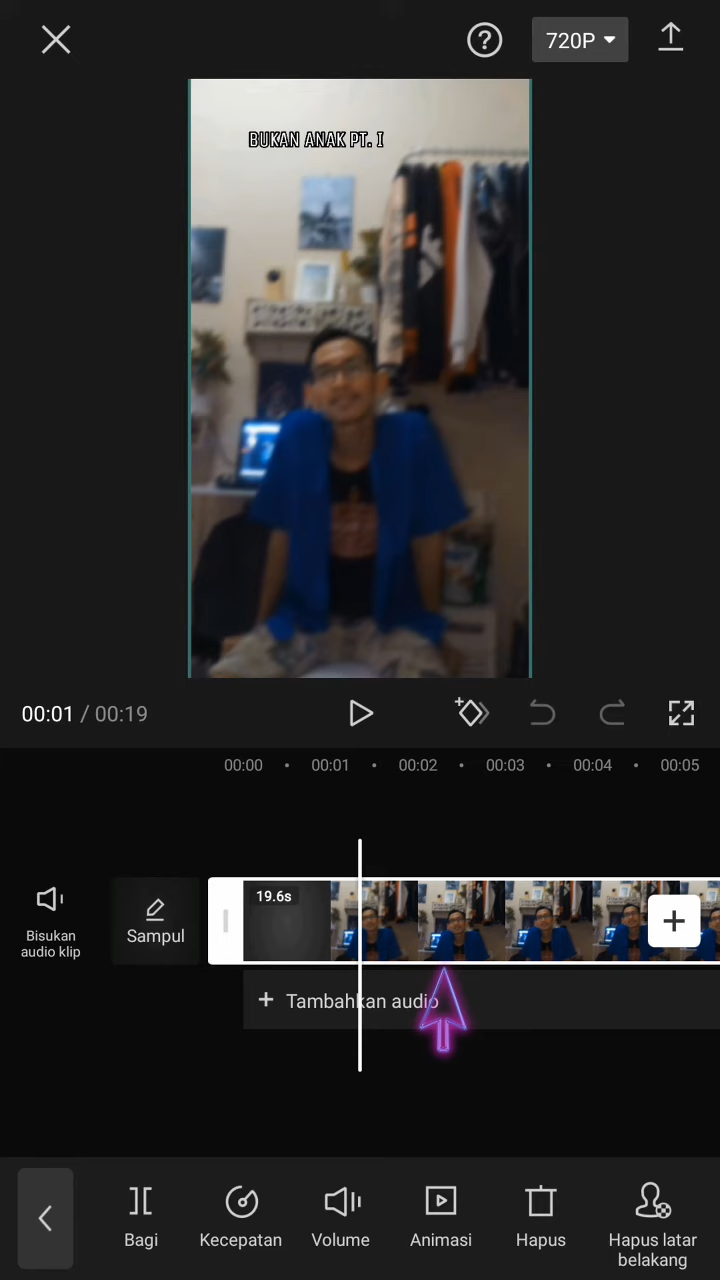 720P
BUKAN ANAK PT. I
00:01 / 00:19
00:00 00:01 00:02 00:03 00:04 00:05
19.6s
Bisukan
audio klip
Sampul
+ Tambahkan audio
Bagi Kecepatan Volume Animasi Hapus Hapus latar
belakang